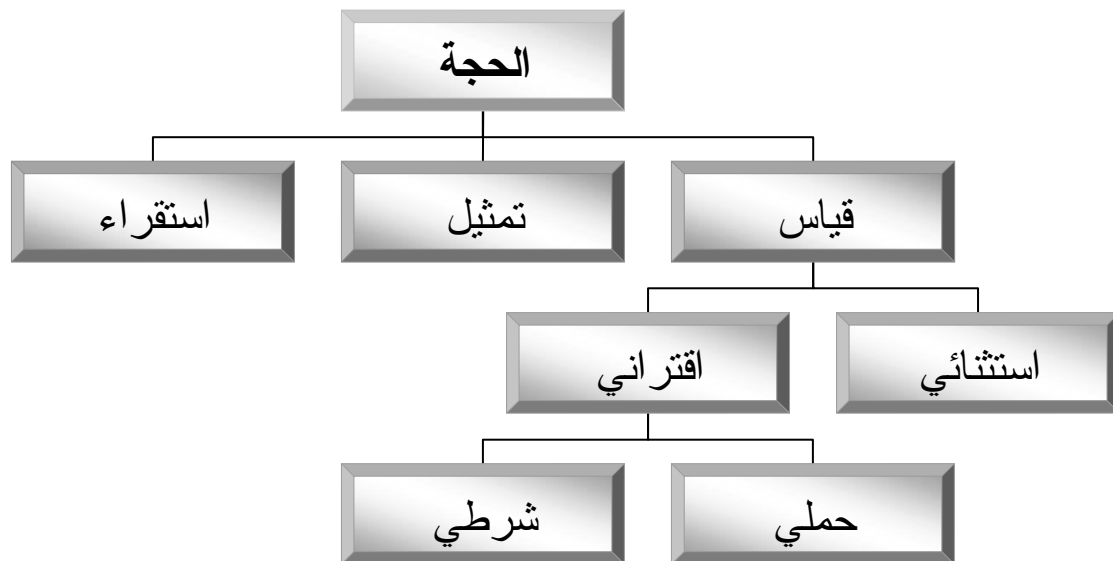 الحجة
قياس
تمثيل
استقراء
استثنائي
اقتراني
حملي
شرطي